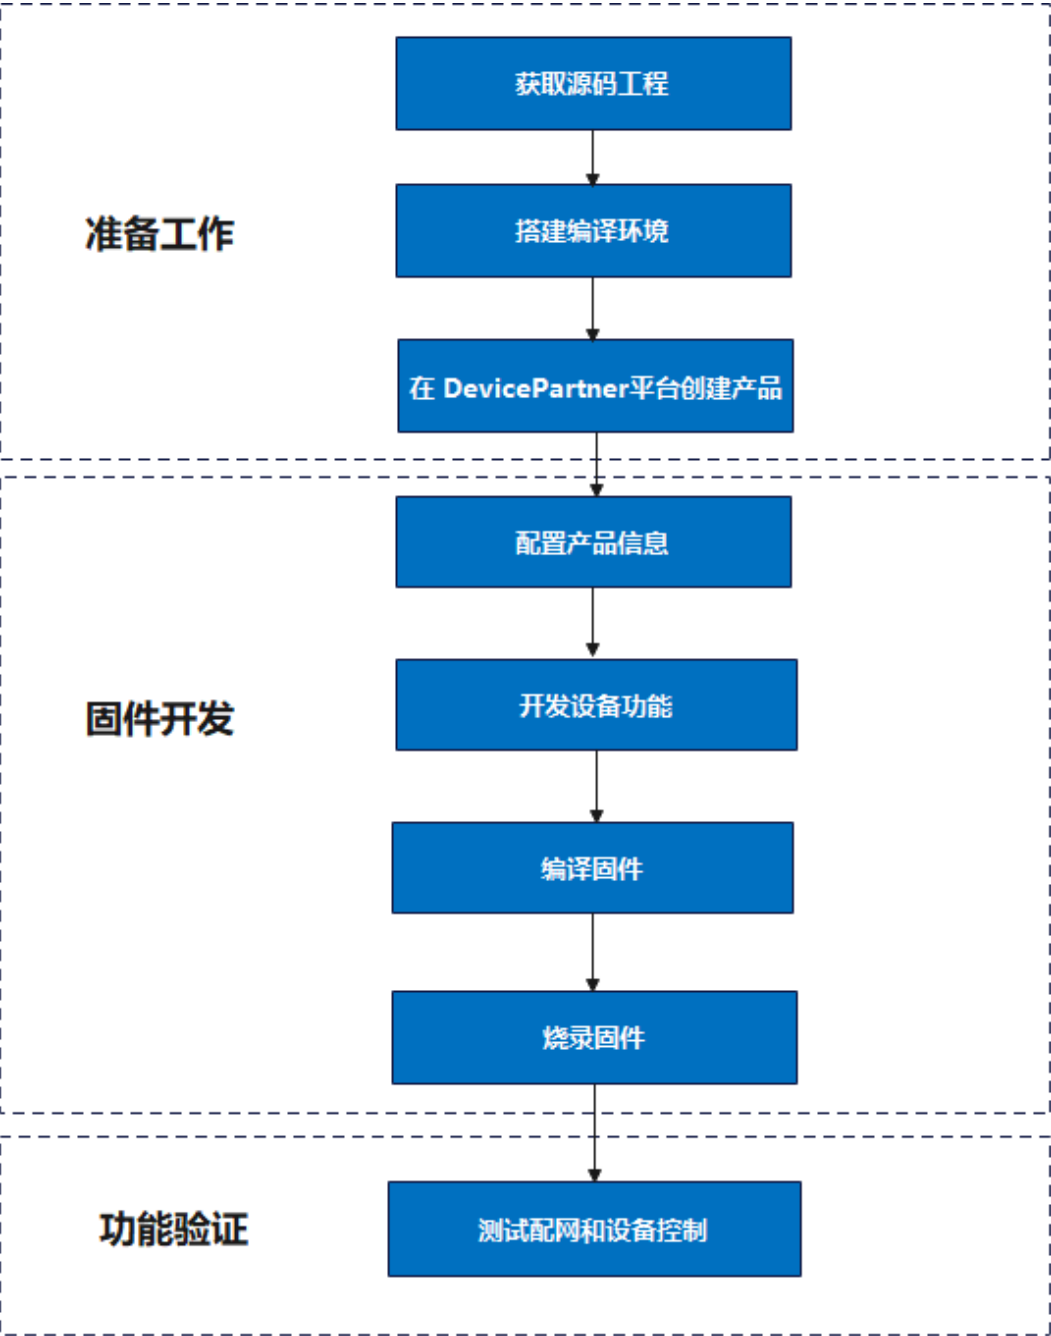 获取源码工程
准备工作
搭建编译环境
在 DevicePartner平台创建产品
配置产品信息
固件开发
开发设备功能
编译固件
烧录固件
功能验证
测试配网和设备控制